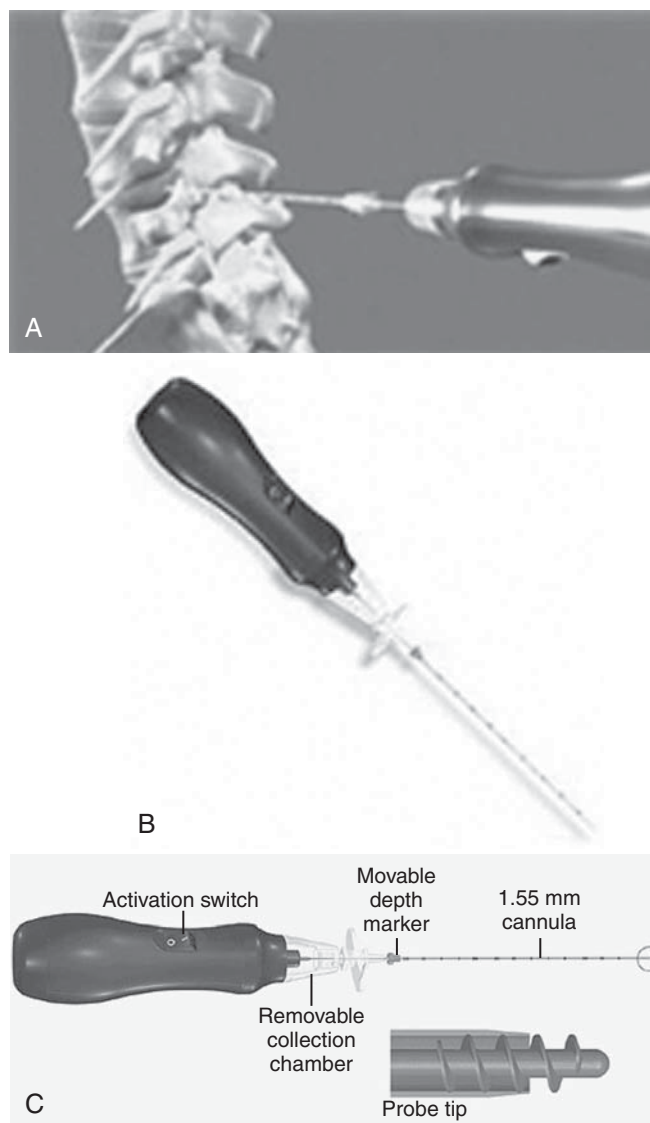 A
B
Activation switch
Movable
depth
marker
1.55 mm
cannula
Removable
collection
chamber
Probe tip
C